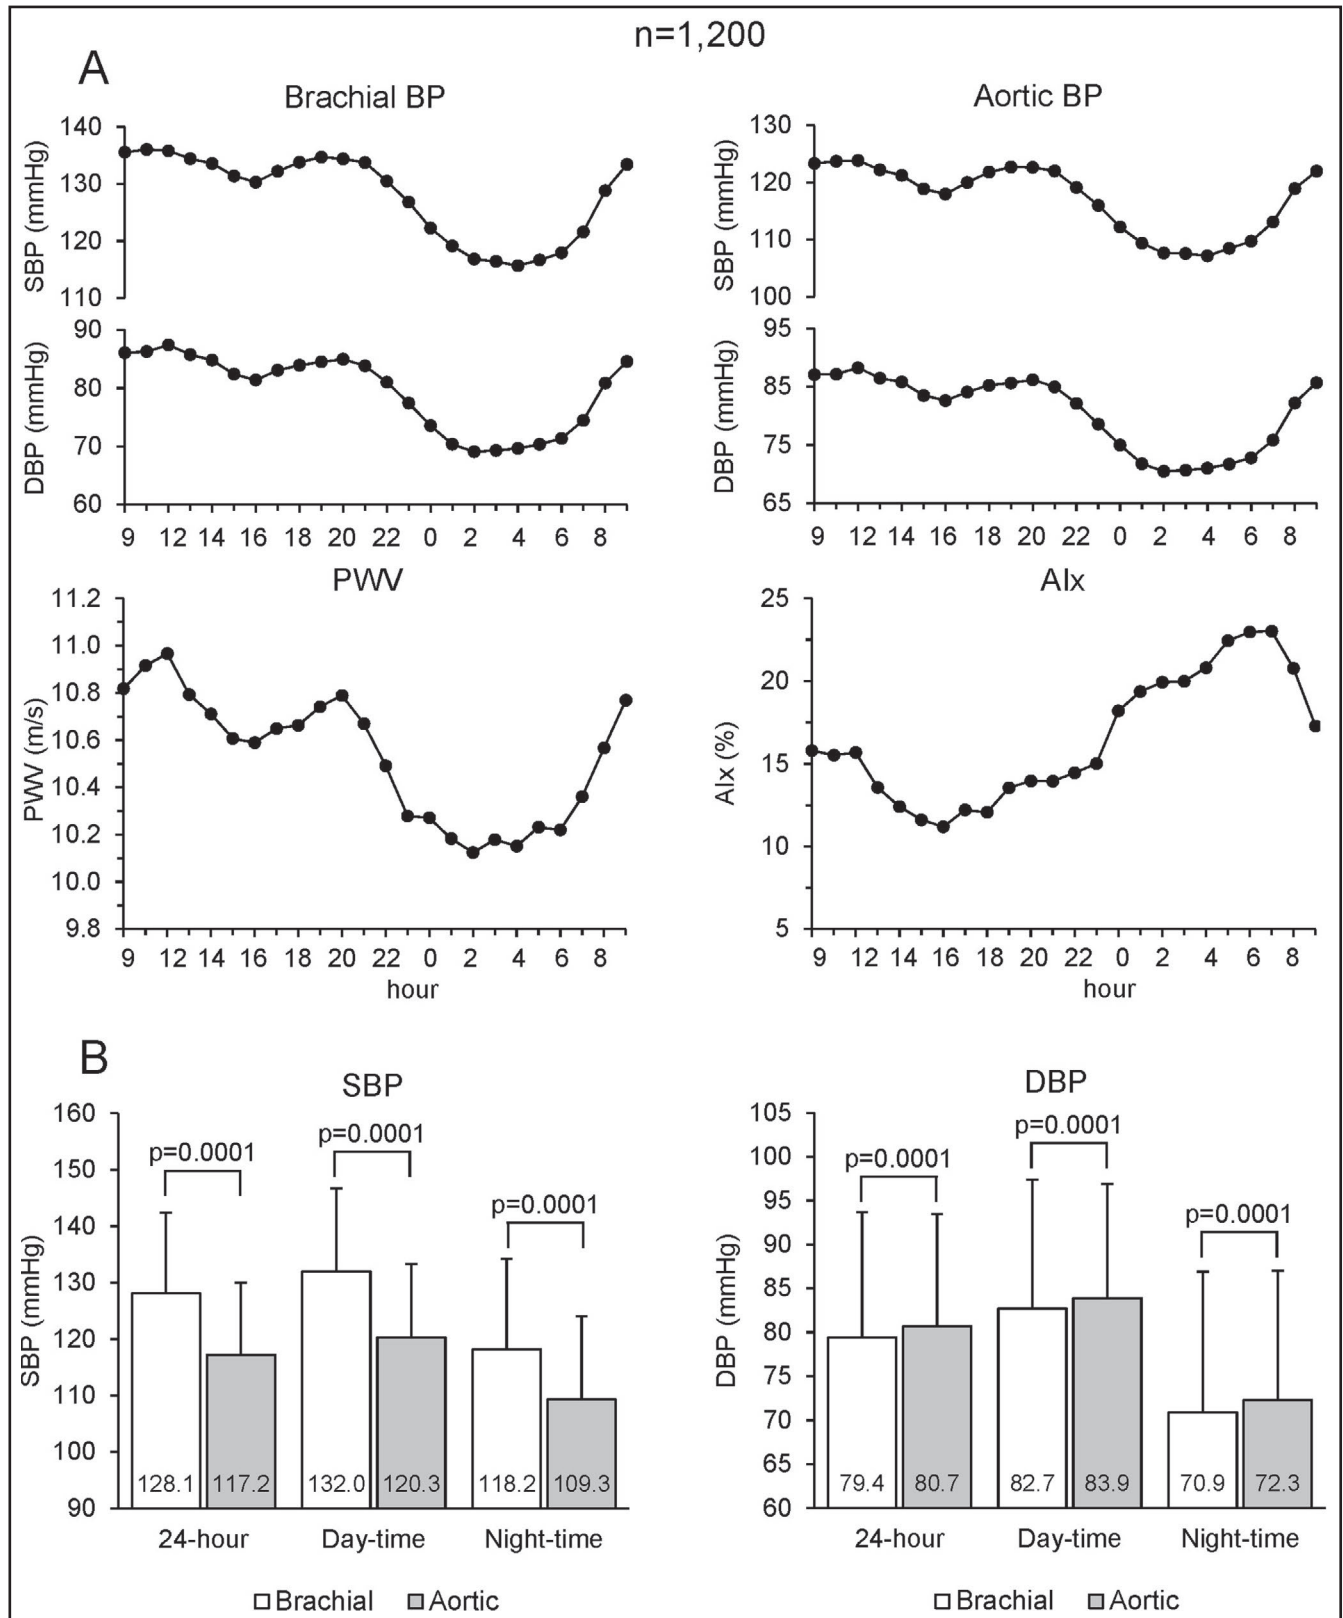 n=1,200
A
Brachial BP
SBP (mmHg)
140
130
120
110
DBP (mmHg)
90
80
70
60
9 12 14 16 18 20 22 0 2 4 6 8
Aortic BP
SBP (mmHg)
130
120
110
100
DBP (mmHg)
95
85
75
65
9 12 14 16 18 20 22 0 2 4 6 8
PWV
PWV (m/s)
11.2
11.0
10.8
10.6
10.4
10.2
10.0
9.8
9 12 14 16 18 20 22 0 2 4 6 8
hour
AIx
AIx (%)
25
20
15
10
5
9 12 14 16 18 20 22 0 2 4 6 8
hour
B
SBP
SBP (mmHg)
160
150
140
130
120
110
100
90
p=0.0001
p=0.0001
p=0.0001
128.1 117.2 132.0 120.3 118.2 109.3
24-hour Day-time Night-time
Brachial Aortic
DBP
DBP (mmHg)
105
100
95
90
85
80
75
70
65
60
p=0.0001
p=0.0001
p=0.0001
79.4 80.7 82.7 83.9 70.9 72.3
24-hour Day-time Night-time
Brachial Aortic